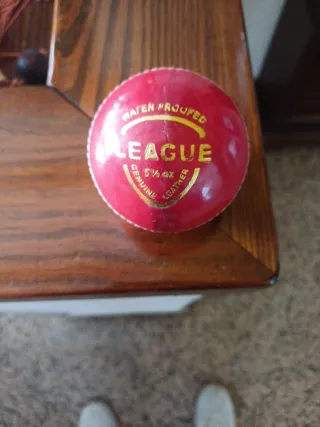 WATER PROOFED
LEAGUE
5½ OZ
GENUINE LEATHER